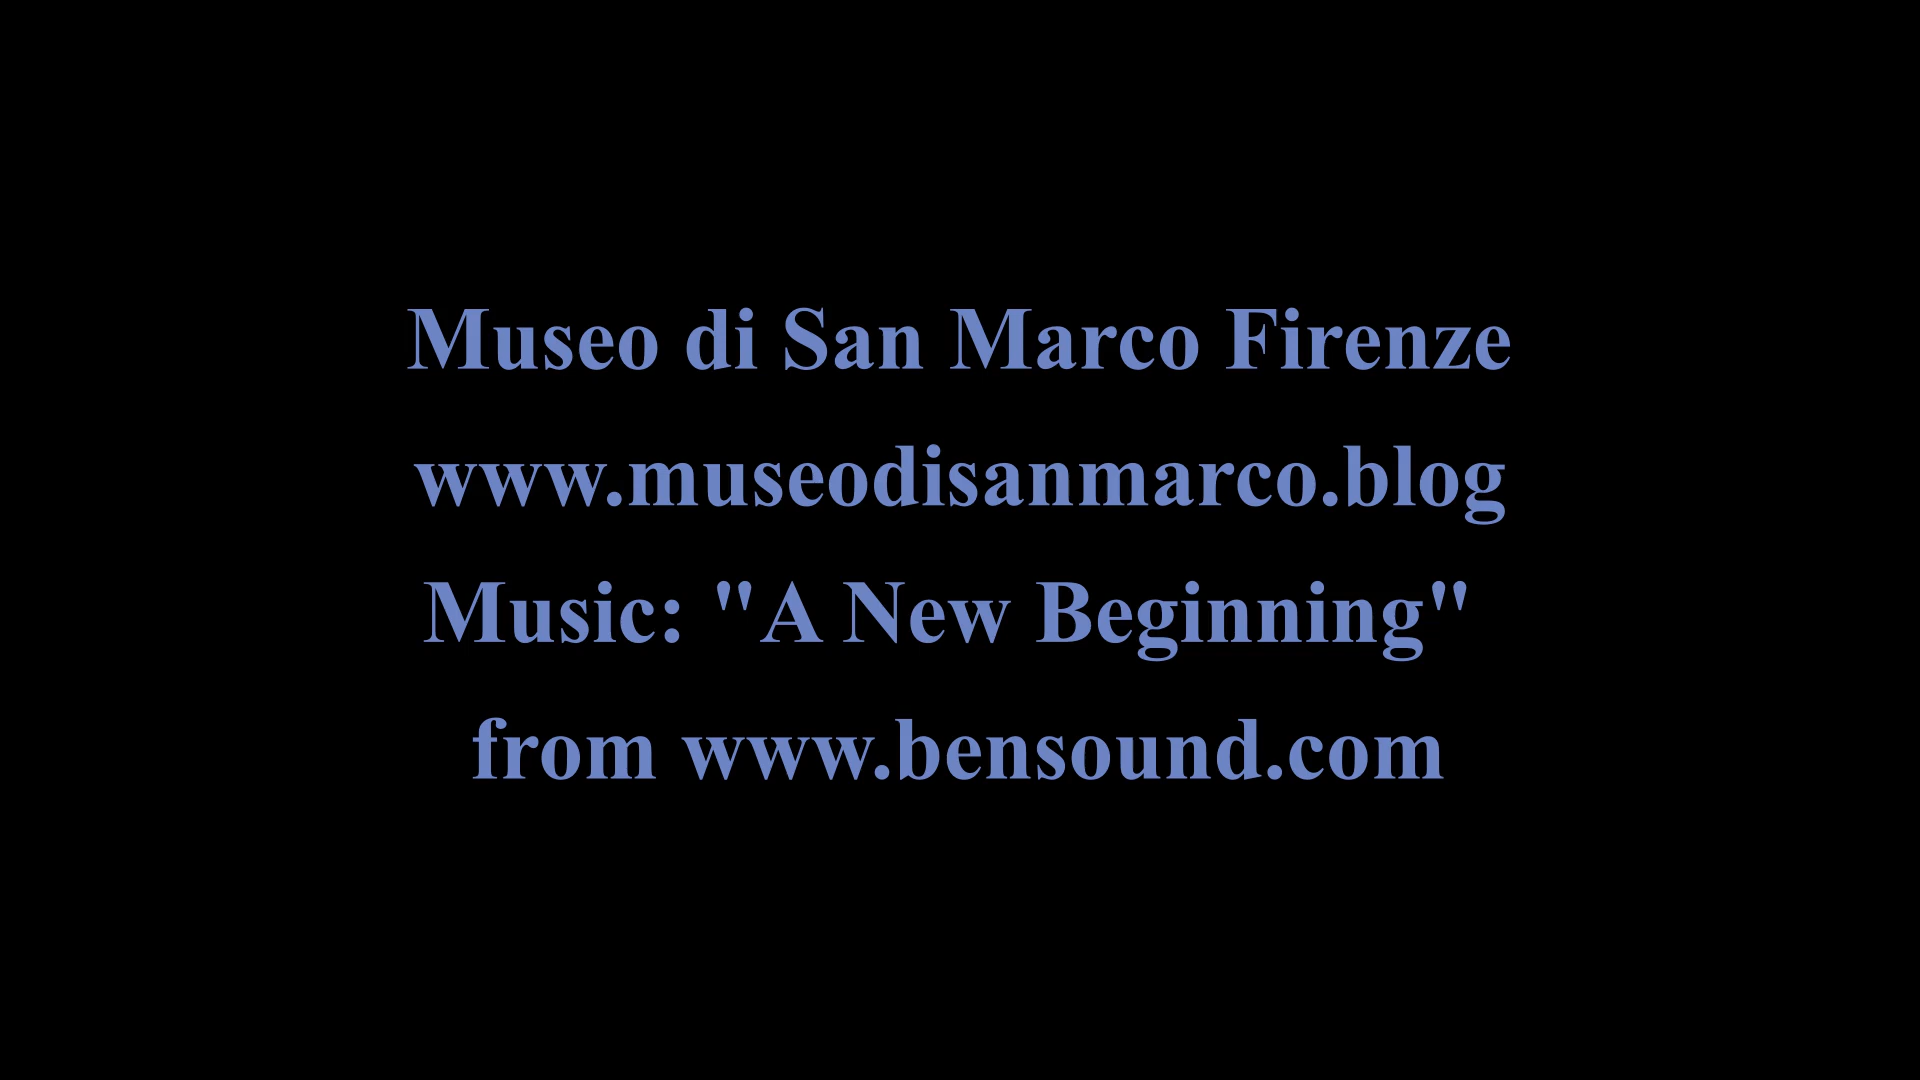 Museo di San Marco Firenze
www.museodisanmarco.blog
Music: "A New Beginning"
from www.bensound.com